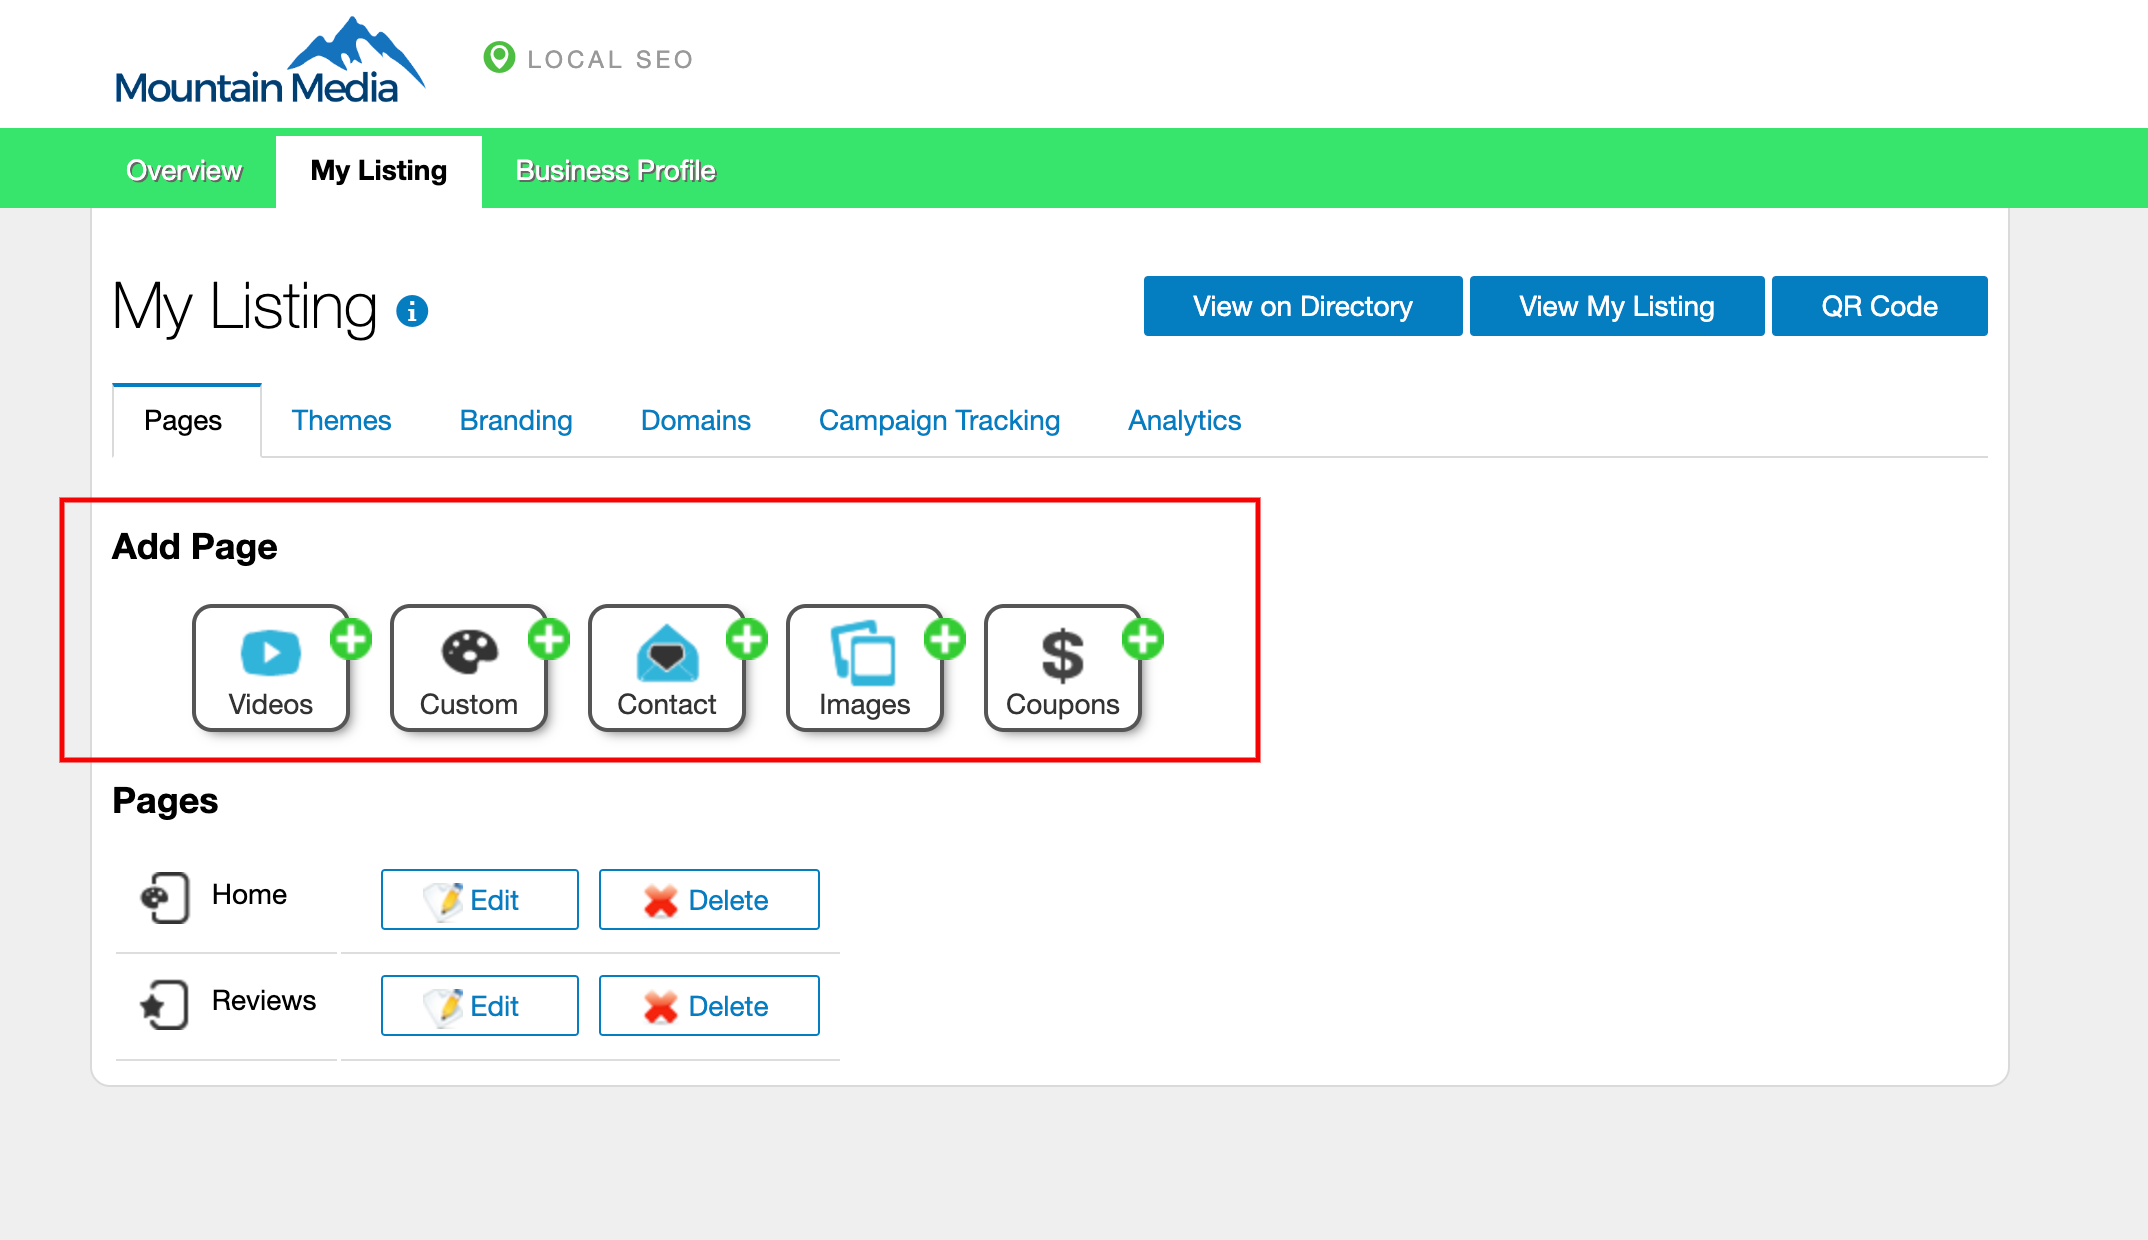 Mountain Media
LOCAL SEO
Overview My Listing Business Profile
My Listing i
View on Directory View My Listing QR Code
Pages Themes Branding Domains Campaign Tracking Analytics
Add Page
Videos Custom Contact Images Coupons
Pages
Home Edit Delete
Reviews Edit Delete